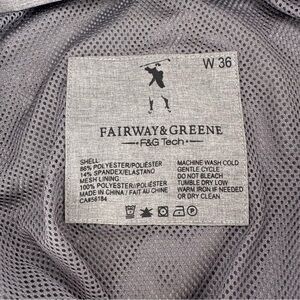 W 36
FAIRWAY & GREENE
F&G Tech
SHELL:
86% POLYESTER/POLIÉSTER
14% SPANDEX/ELASTANO
MESH LINING:
100% POLYESTER/POLIÉSTER
MADE IN CHINA / FAIT AU CHINE
CA#56184
MACHINE WASH COLD
GENTLE CYCLE
DO NOT BLEACH
TUMBLE DRY LOW
WARM IRON IF NEEDED
OR DRY CLEAN